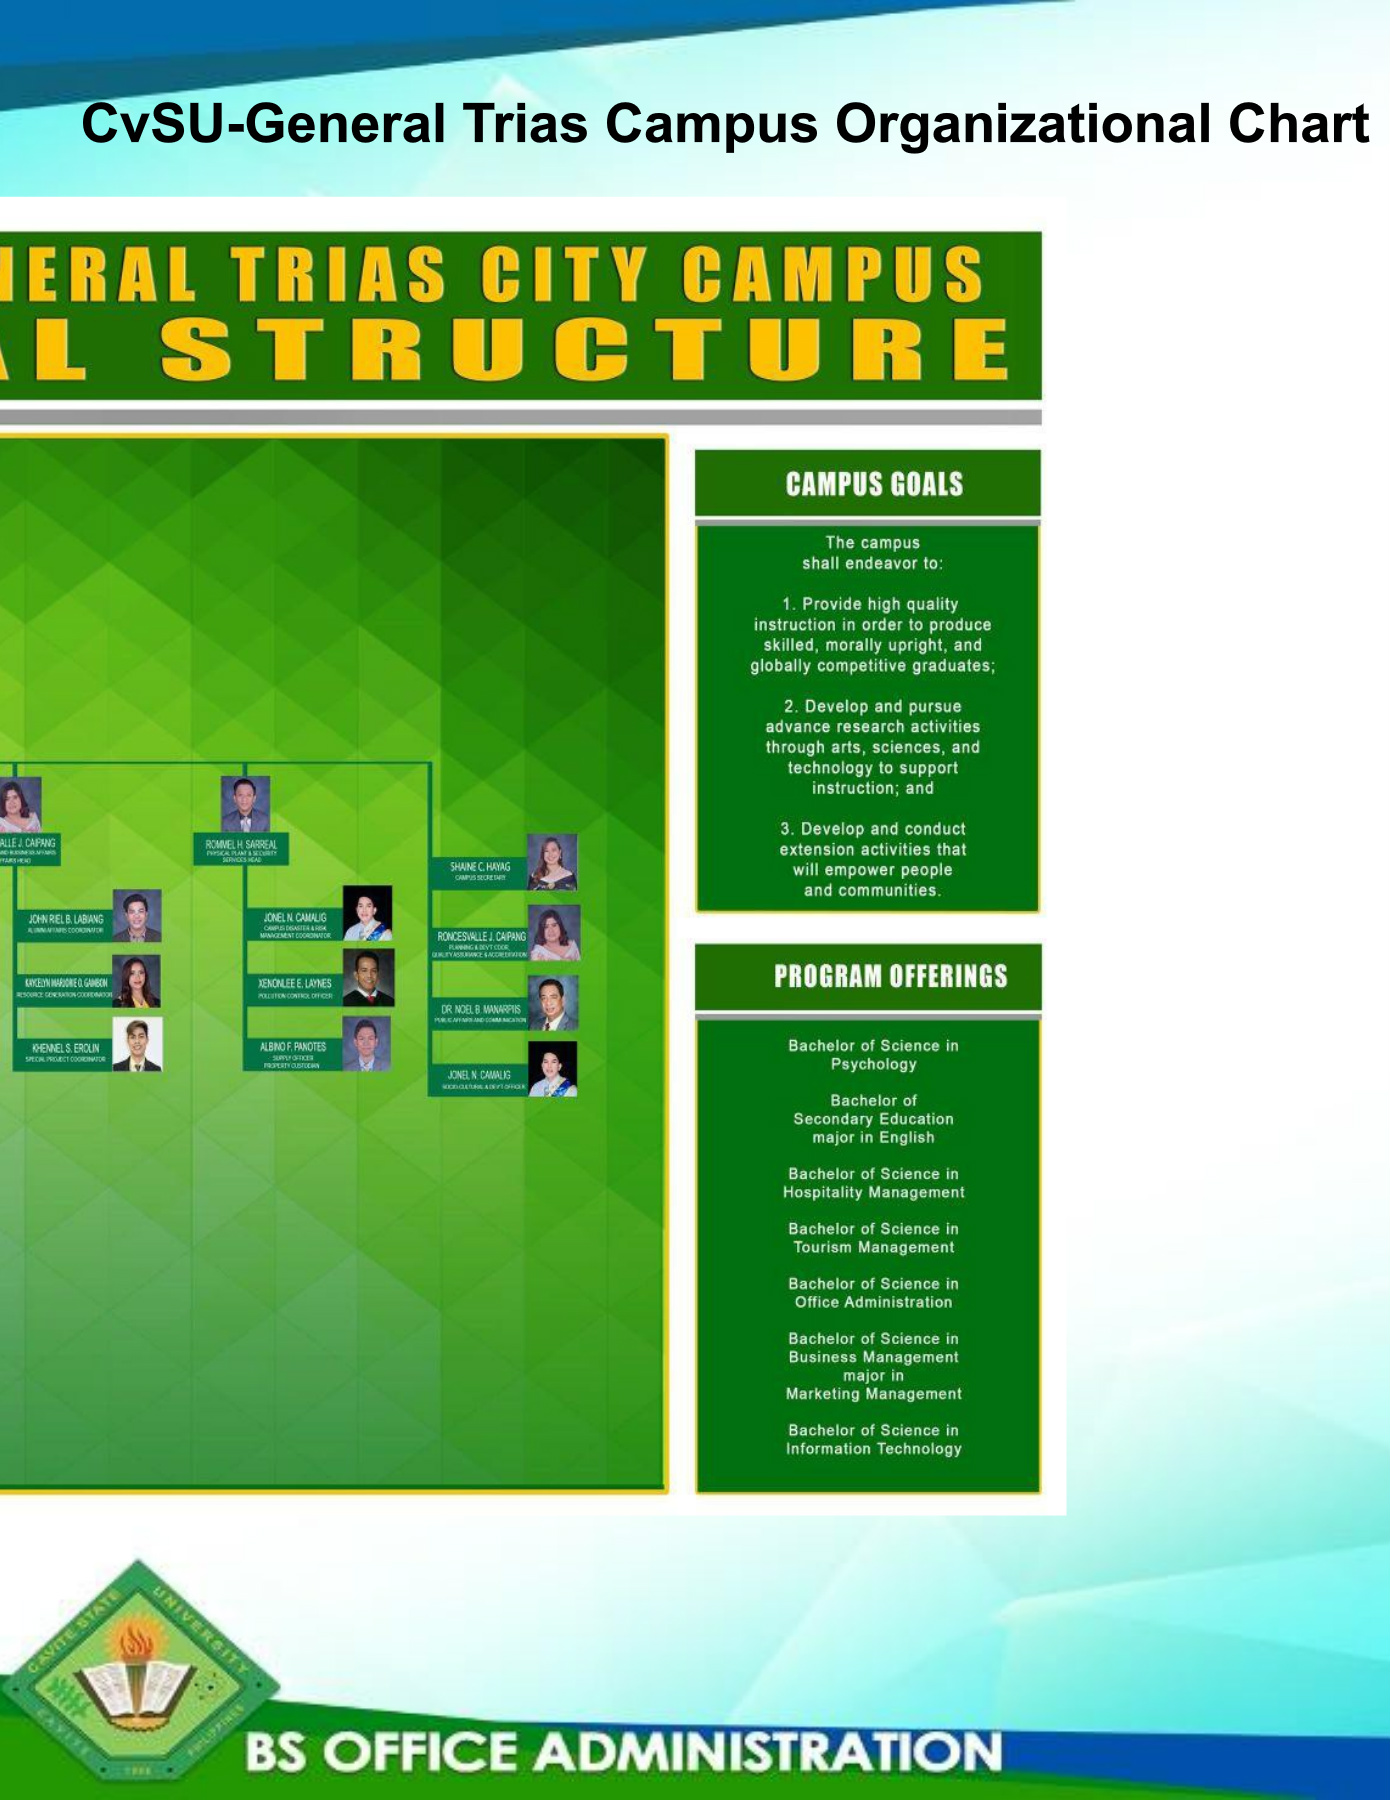 CvSU-General Trias Campus Organizational Chart
NERAL TRIAS CITY CAMPUS
AL STRUCTURE
ALLE J. CAIPANG
AND BUSINESS AFFAIRS
FFAIRS HEAD
JOHN RIEL B. LABIANG
ALUMNI AFFAIRS COORDINATOR
KAYCELYN MARJORIE O. GAMBON
RESOURCE GENERATION COORDINATOR
KHENNEL S. EROLIN
SPECIAL PROJECT COORDINATOR
ROMMEL H. SARREAL
PHYSICAL PLANT & SECURITY
SERVICES HEAD
JONEL N. CAMALIG
CAMPUS DISASTER & RISK
MANAGEMENT COORDINATOR
XENONLEE E. LAYNES
POLLUTION CONTROL OFFICER
ALBINO F. PANOTES
SUPPLY OFFICER
PROPERTY CUSTODIAN
SHAINE C. HAYAG
CAMPUS SECRETARY
RONCESVALLE J. CAIPANG
PLANNING & DEV'T COOR,
QUALITY ASSURANCE & ACCREDITATION
DR. NOEL B. MANARPIIS
PUBLIC AFFAIRS AND COMMUNICATION
JONEL N. CAMALIG
SOCIO-CULTURAL & DEV'T OFFICER
CAMPUS GOALS
The campus
shall endeavor to:
1. Provide high quality
instruction in order to produce
skilled, morally upright, and
globally competitive graduates;
2. Develop and pursue
advance research activities
through arts, sciences, and
technology to support
instruction; and
3. Develop and conduct
extension activities that
will empower people
and communities.
PROGRAM OFFERINGS
Bachelor of Science in
Psychology
Bachelor of
Secondary Education
major in English
Bachelor of Science in
Hospitality Management
Bachelor of Science in
Tourism Management
Bachelor of Science in
Office Administration
Bachelor of Science in
Business Management
major in
Marketing Management
Bachelor of Science in
Information Technology
CAVITE STATE UNIVERSITY
CAVITE PHILIPPINES
BS OFFICE ADMINISTRATION